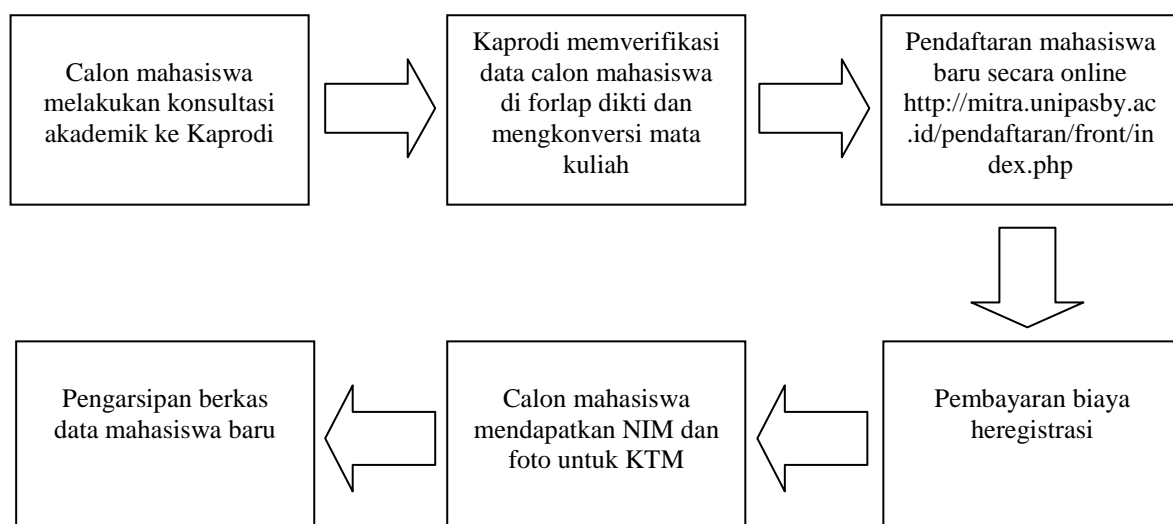 Calon mahasiswa
melakukan konsultasi
akademik ke Kaprodi
Kaprodi memverifikasi
data calon mahasiswa
di forlap dikti dan
mengkonversi mata
kuliah
Pendaftaran mahasiswa
baru secara online
http://mitra.unipasby.ac
.id/pendaftaran/front/in
dex.php
Pembayaran biaya
heregistrasi
Calon mahasiswa
mendapatkan NIM dan
foto untuk KTM
Pengarsipan berkas
data mahasiswa baru